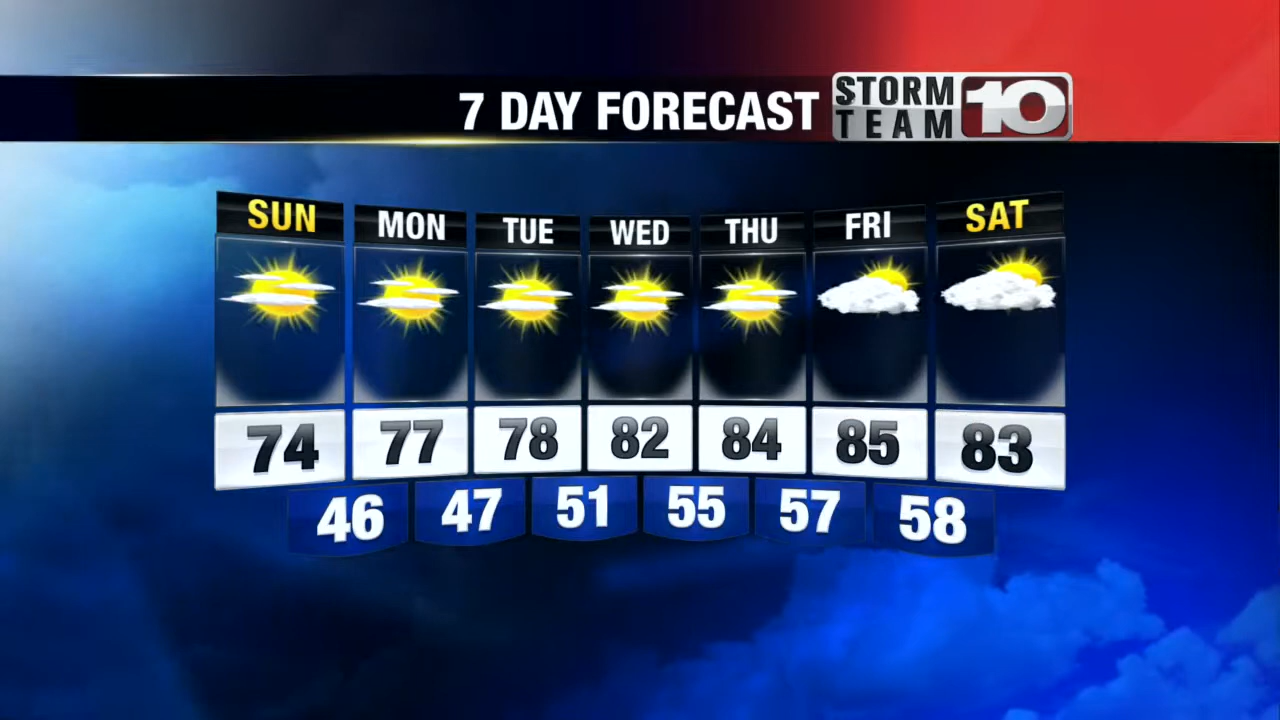 7 DAY FORECAST
STORM TEAM 10
SUN MON TUE WED THU FRI SAT
74 77 78 82 84 85 83
46 47 51 55 57 58